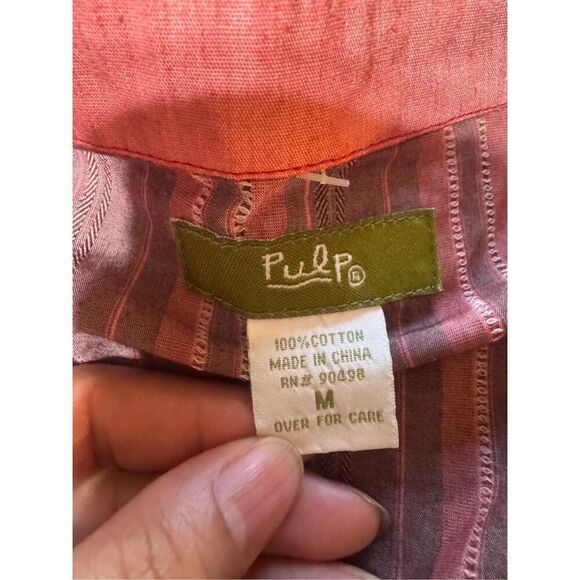 PulP®
100% COTTON
MADE IN CHINA
RN# 90498
M
OVER FOR CARE